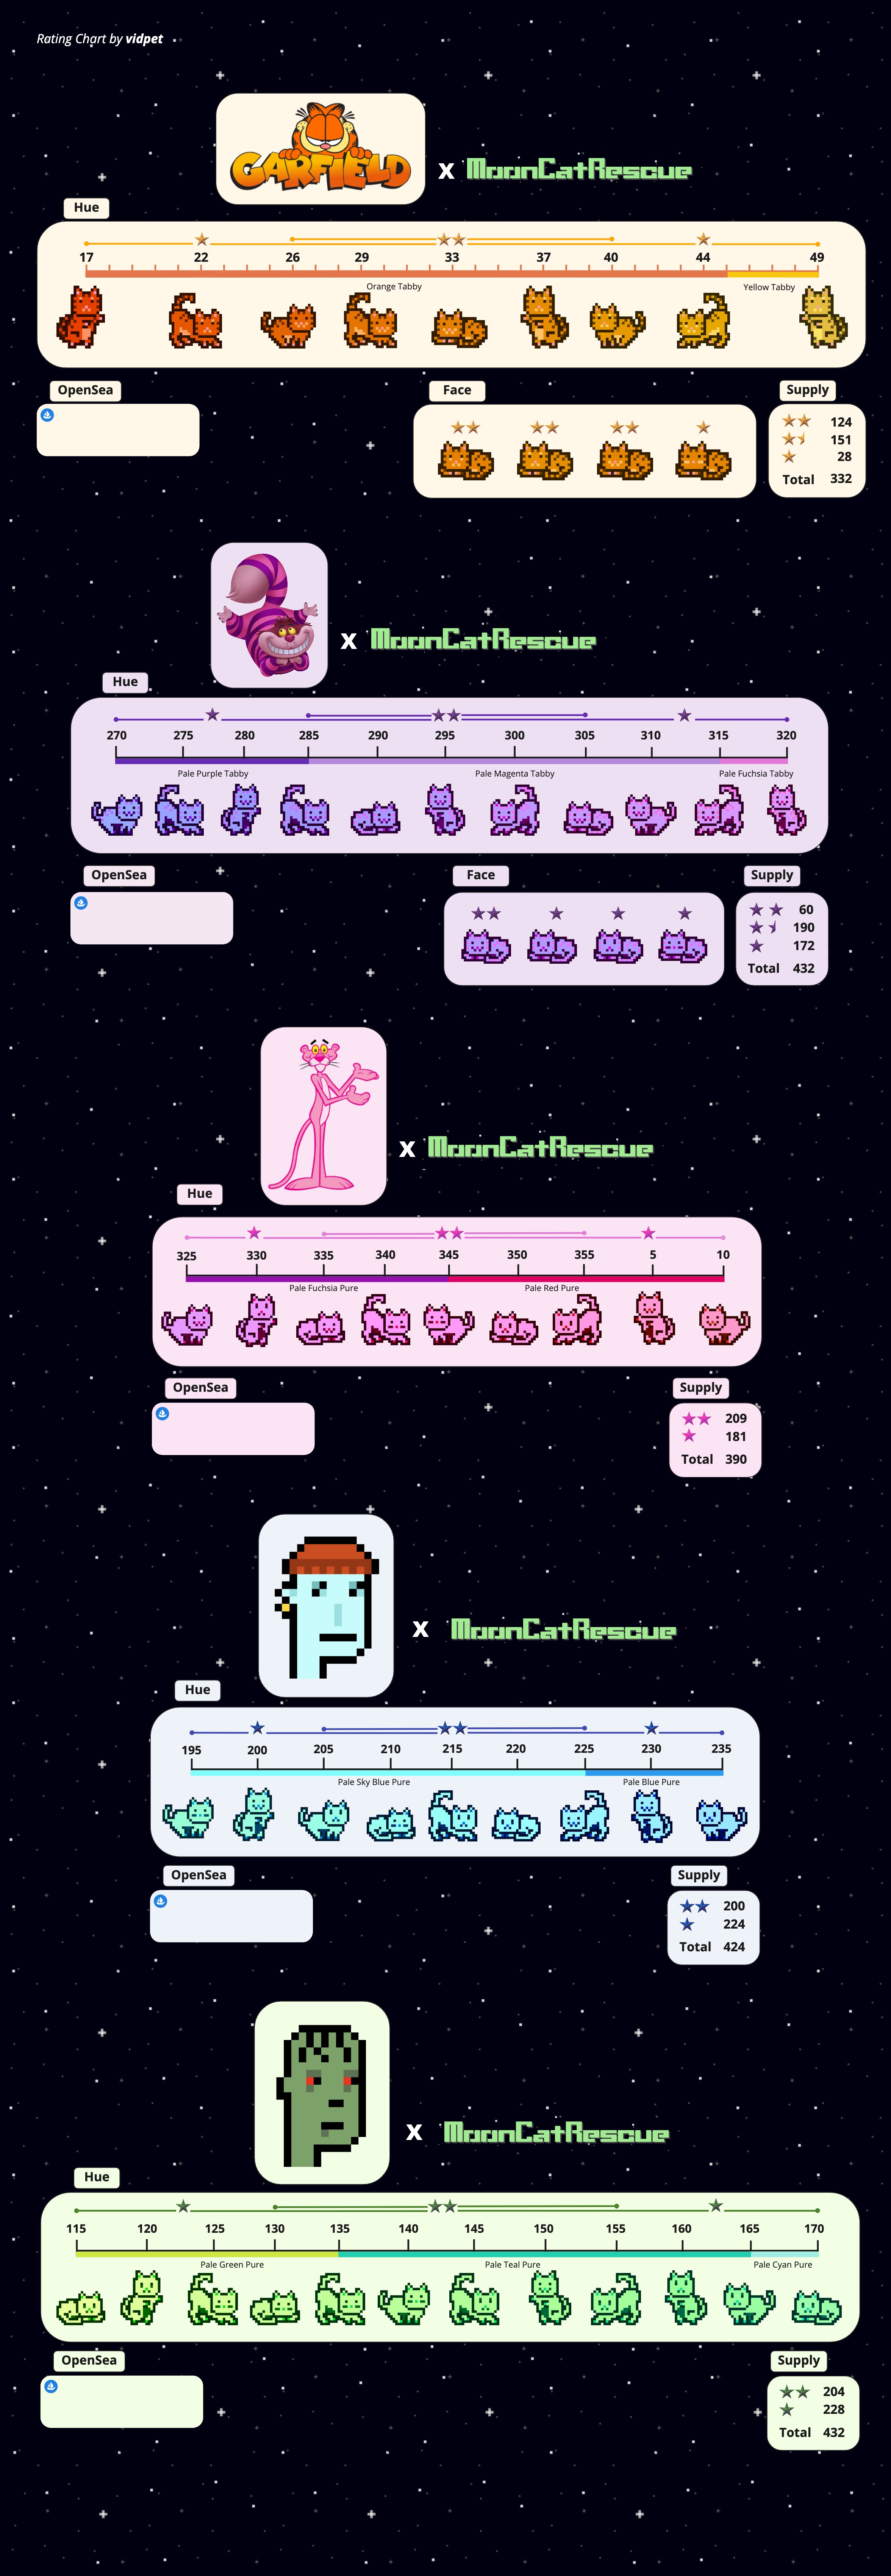 Rating Chart by vidpet
GARFIELD
x MoonCatRescue
Hue
17 22 26 29 33 37 40 44 49
Orange Tabby Yellow Tabby
OpenSea Face Supply
124
151
28
Total 332
x MoonCatRescue
Hue
270 275 280 285 290 295 300 305 310 315 320
Pale Purple Tabby Pale Magenta Tabby Pale Fuchsia Tabby
OpenSea Face Supply
60
190
172
Total 432
x MoonCatRescue
Hue
325 330 335 340 345 350 355 5 10
Pale Fuchsia Pure Pale Red Pure
OpenSea Supply
209
181
Total 390
x MoonCatRescue
Hue
195 200 205 210 215 220 225 230 235
Pale Sky Blue Pure Pale Blue Pure
OpenSea Supply
200
224
Total 424
x MoonCatRescue
Hue
115 120 125 130 135 140 145 150 155 160 165 170
Pale Green Pure Pale Teal Pure Pale Cyan Pure
OpenSea Supply
204
228
Total 432